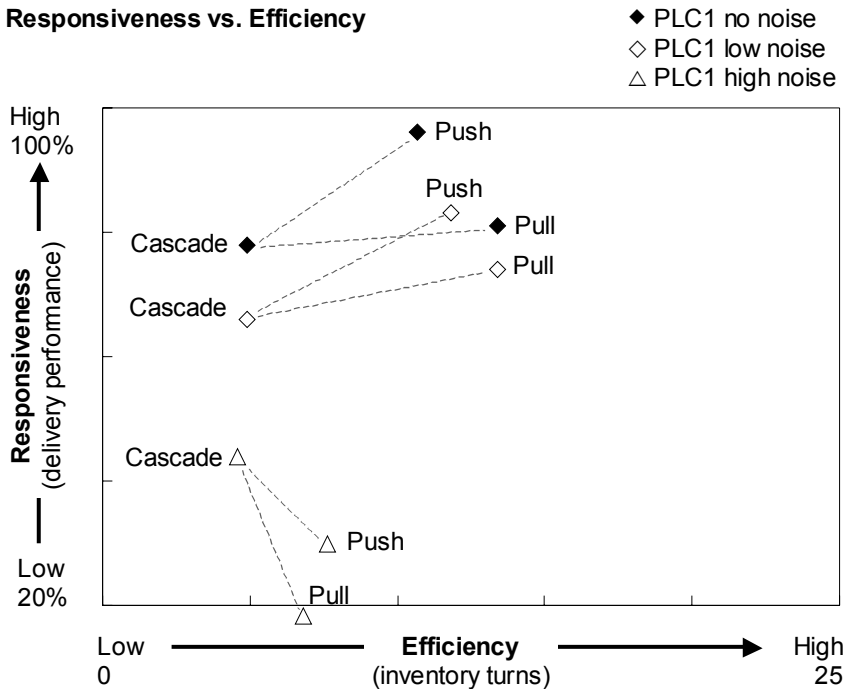 Responsiveness vs. Efficiency
PLC1 no noise
PLC1 low noise
PLC1 high noise
High
100%
Responsiveness
(delivery performance)
Low
20%
Push
Push
Cascade
Pull
Pull
Cascade
Cascade
Push
Pull
Low
0
Efficiency
(inventory turns)
High
25